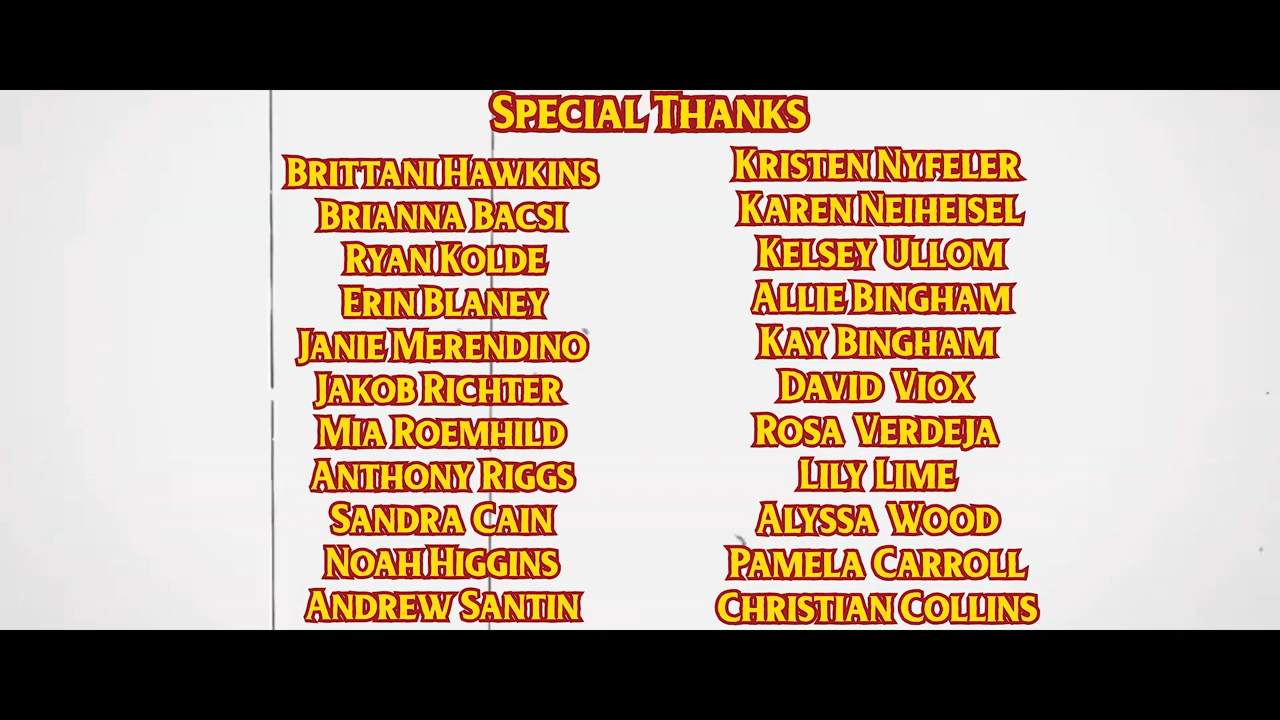 Special Thanks
Brittani Hawkins
Brianna Bacsi
Ryan Kolde
Erin Blaney
Janie Merendino
Jakob Richter
Mia Roemhild
Anthony Riggs
Sandra Cain
Noah Higgins
Andrew Santin
Kristen Nyfeler
Karen Neiheisel
Kelsey Ullom
Allie Bingham
Kay Bingham
David Viox
Rosa Verdeja
Lily Lime
Alyssa Wood
Pamela Carroll
Christian Collins